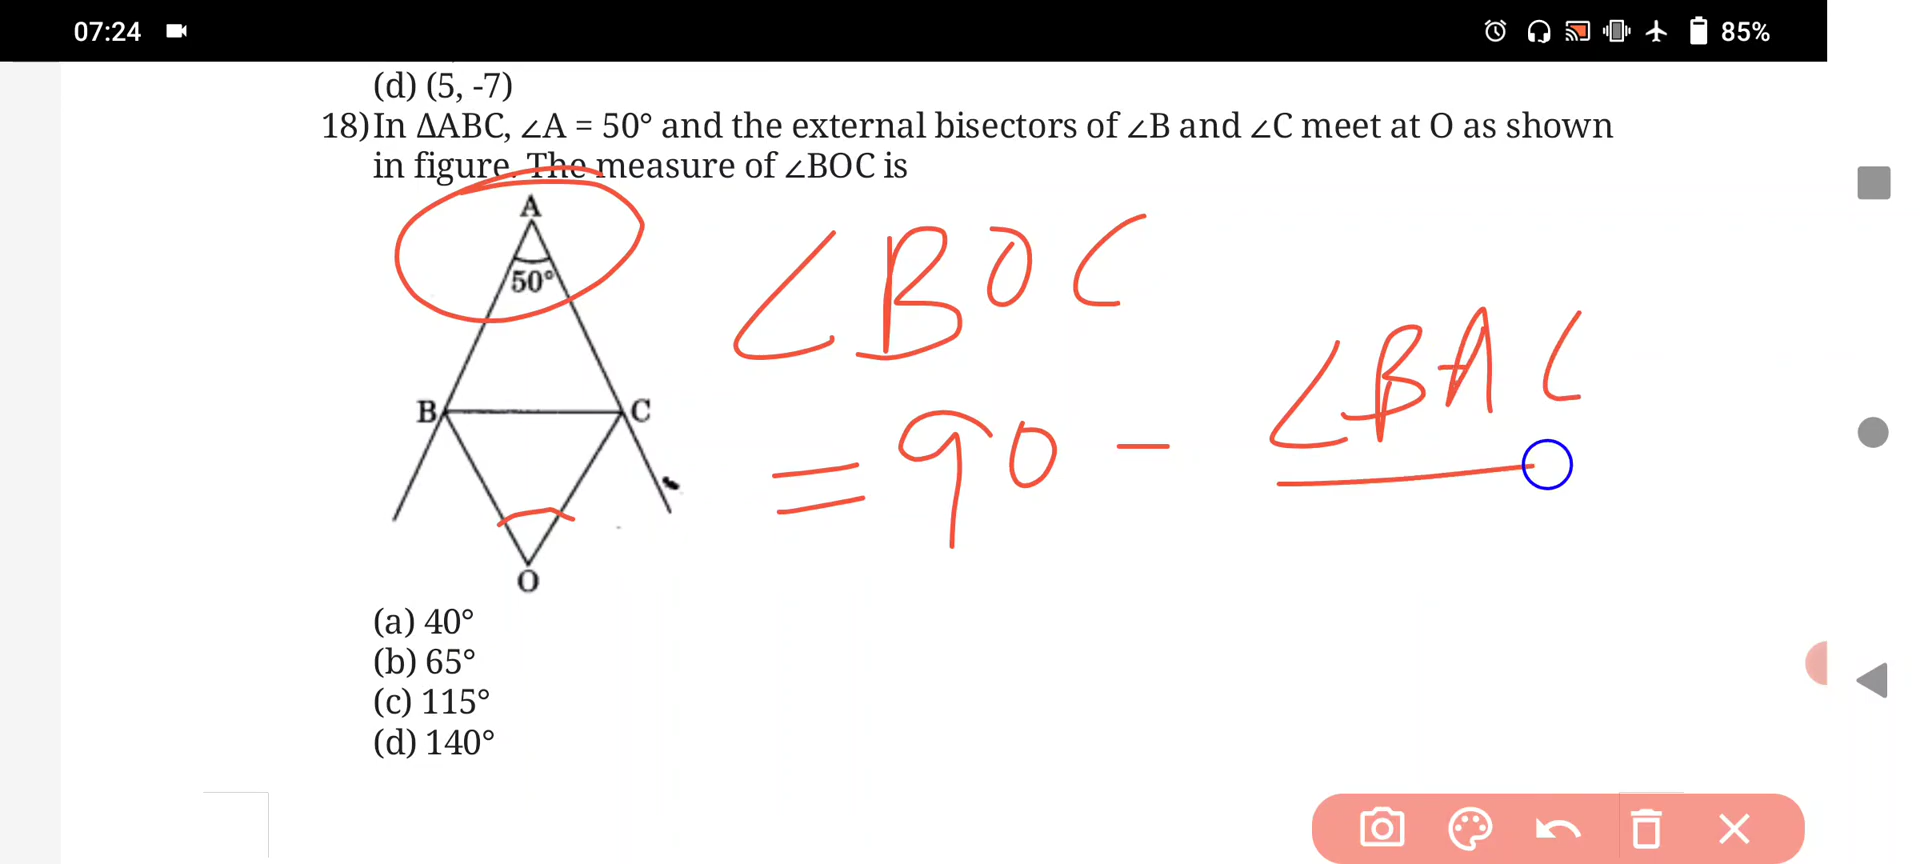 07:24 85%
(d) (5, -7)
18) In ΔABC, ∠A = 50° and the external bisectors of ∠B and ∠C meet at O as shown
in figure. The measure of ∠BOC is
A
50°
B C
O
∠BOC
= 90 - ∠BAC
(a) 40°
(b) 65°
(c) 115°
(d) 140°